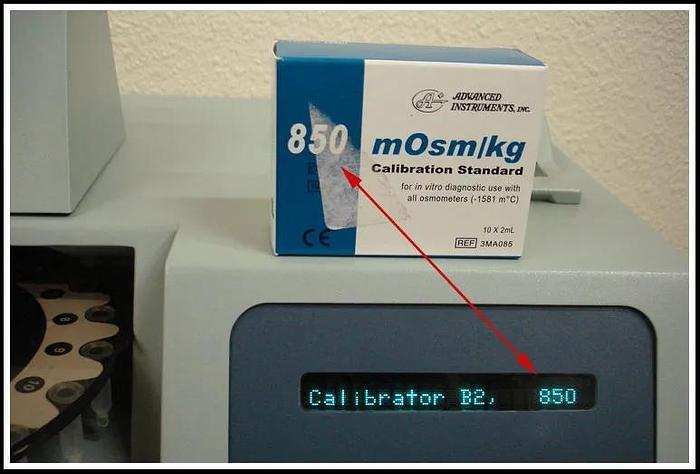 ADVANCED
INSTRUMENTS, INC.
850 mOsm/kg
Calibration Standard
for in vitro diagnostic use with
all osmometers (-1581 m°C)
10 X 2mL
CE
REF 3MA085
Calibrator B2, 850
10